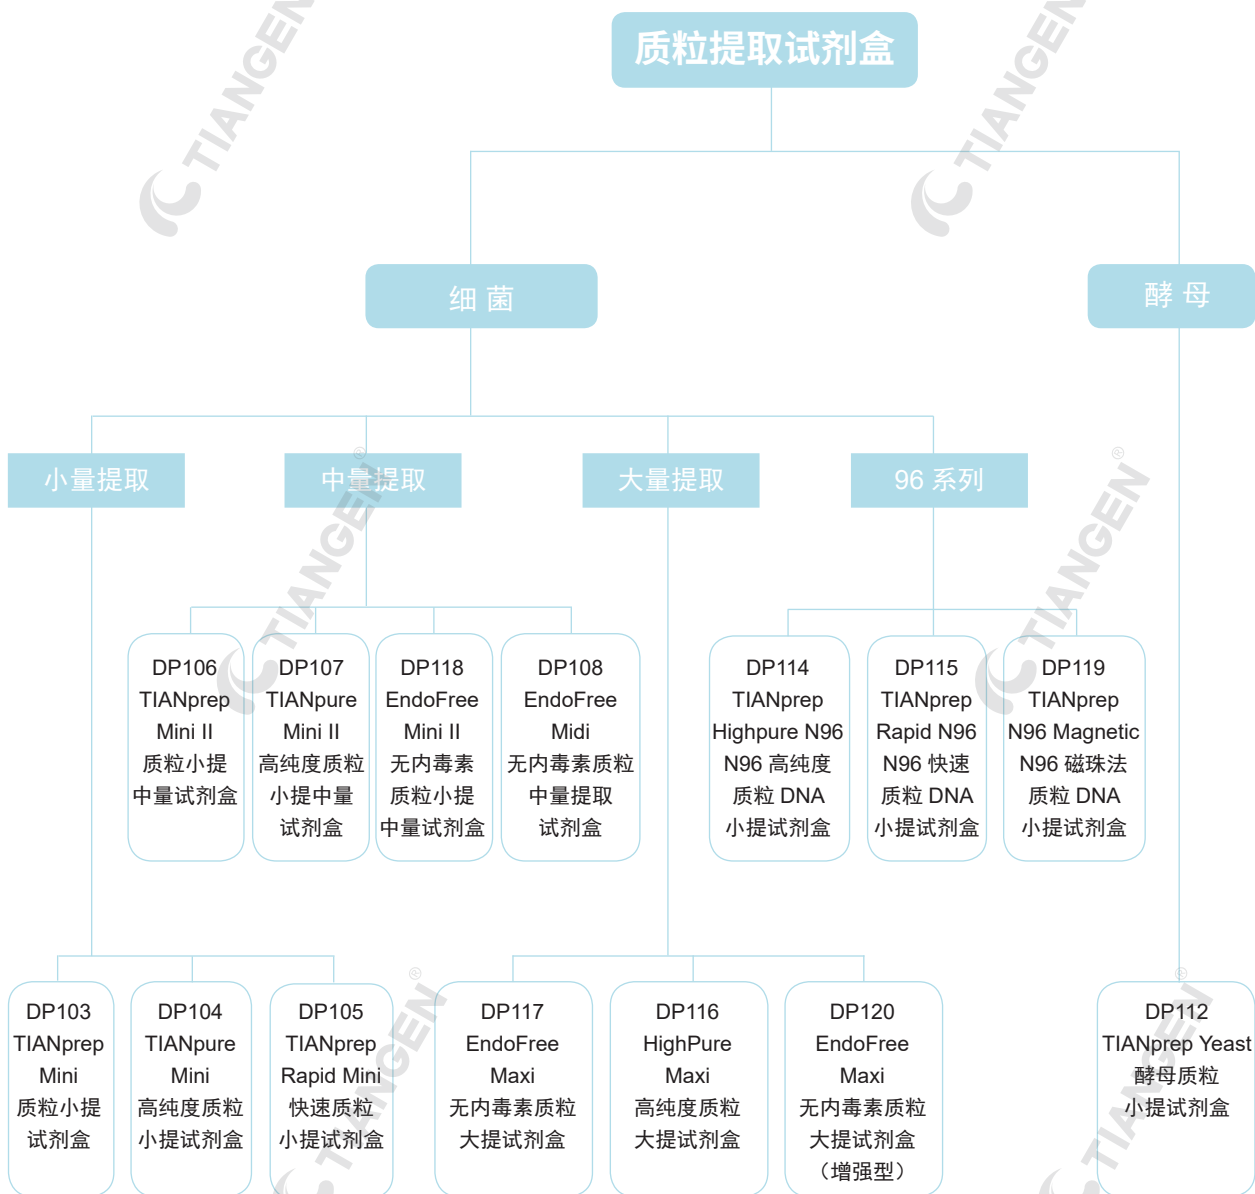 质粒提取试剂盒
细 菌
酵 母
小量提取
中量提取
大量提取
96 系列
DP106
TIANprep
Mini II
质粒小提
中量试剂盒
DP107
TIANpure
Mini II
高纯度质粒
小提中量
试剂盒
DP118
EndoFree
Mini II
无内毒素
质粒小提
中量试剂盒
DP108
EndoFree
Midi
无内毒素质粒
中量提取
试剂盒
DP114
TIANprep
Highpure N96
N96 高纯度
质粒 DNA
小提试剂盒
DP115
TIANprep
Rapid N96
N96 快速
质粒 DNA
小提试剂盒
DP119
TIANprep
N96 Magnetic
N96 磁珠法
质粒 DNA
小提试剂盒
DP103
TIANprep
Mini
质粒小提
试剂盒
DP104
TIANpure
Mini
高纯度质粒
小提试剂盒
DP105
TIANprep
Rapid Mini
快速质粒
小提试剂盒
DP117
EndoFree
Maxi
无内毒素质粒
大提试剂盒
DP116
HighPure
Maxi
高纯度质粒
大提试剂盒
DP120
EndoFree
Maxi
无内毒素质粒
大提试剂盒
（增强型）
DP112
TIANprep Yeast
酵母质粒
小提试剂盒
TIANGEN
TIANGEN
TIANGEN®
TIANGEN®
TIANGEN®
TIANGEN®